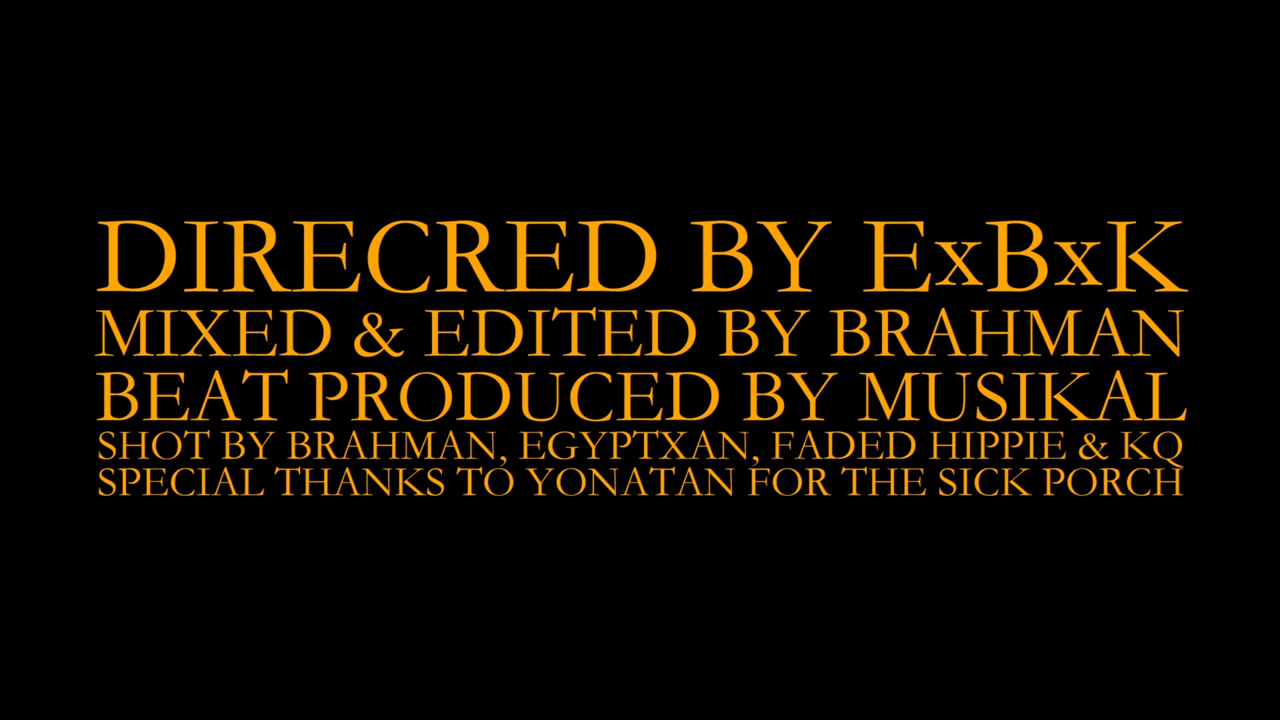 DIRECRED BY ExBxK
MIXED & EDITED BY BRAHMAN
BEAT PRODUCED BY MUSIKAL
SHOT BY BRAHMAN, EGYPTXAN, FADED HIPPIE & KQ
SPECIAL THANKS TO YONATAN FOR THE SICK PORCH